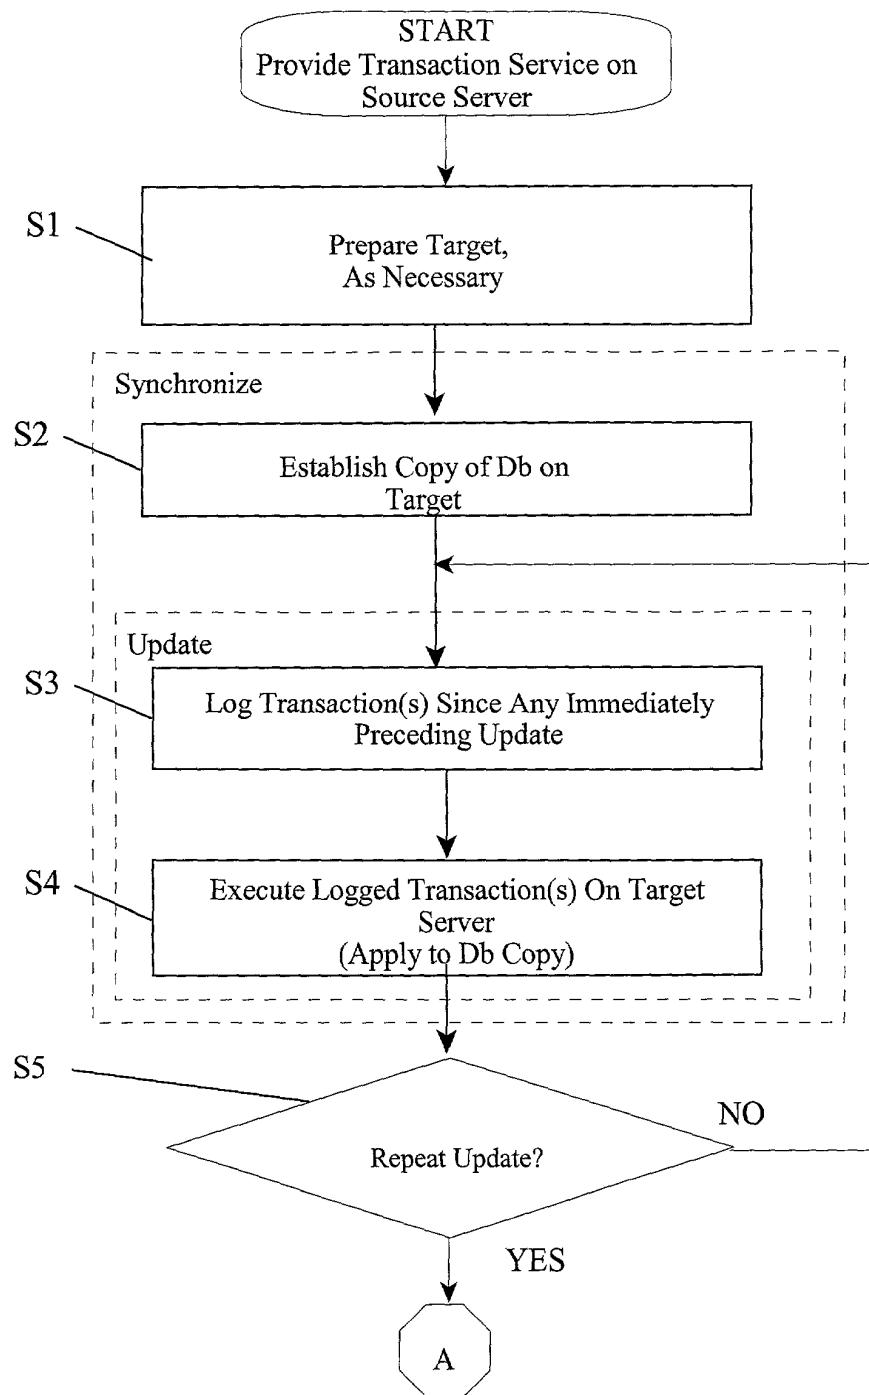 START
Provide Transaction Service on
Source Server
S1
Prepare Target,
As Necessary
Synchronize
S2
Establish Copy of Db on
Target
Update
S3
Log Transaction(s) Since Any Immediately
Preceding Update
S4
Execute Logged Transaction(s) On Target
Server
(Apply to Db Copy)
S5
NO
Repeat Update?
YES
A